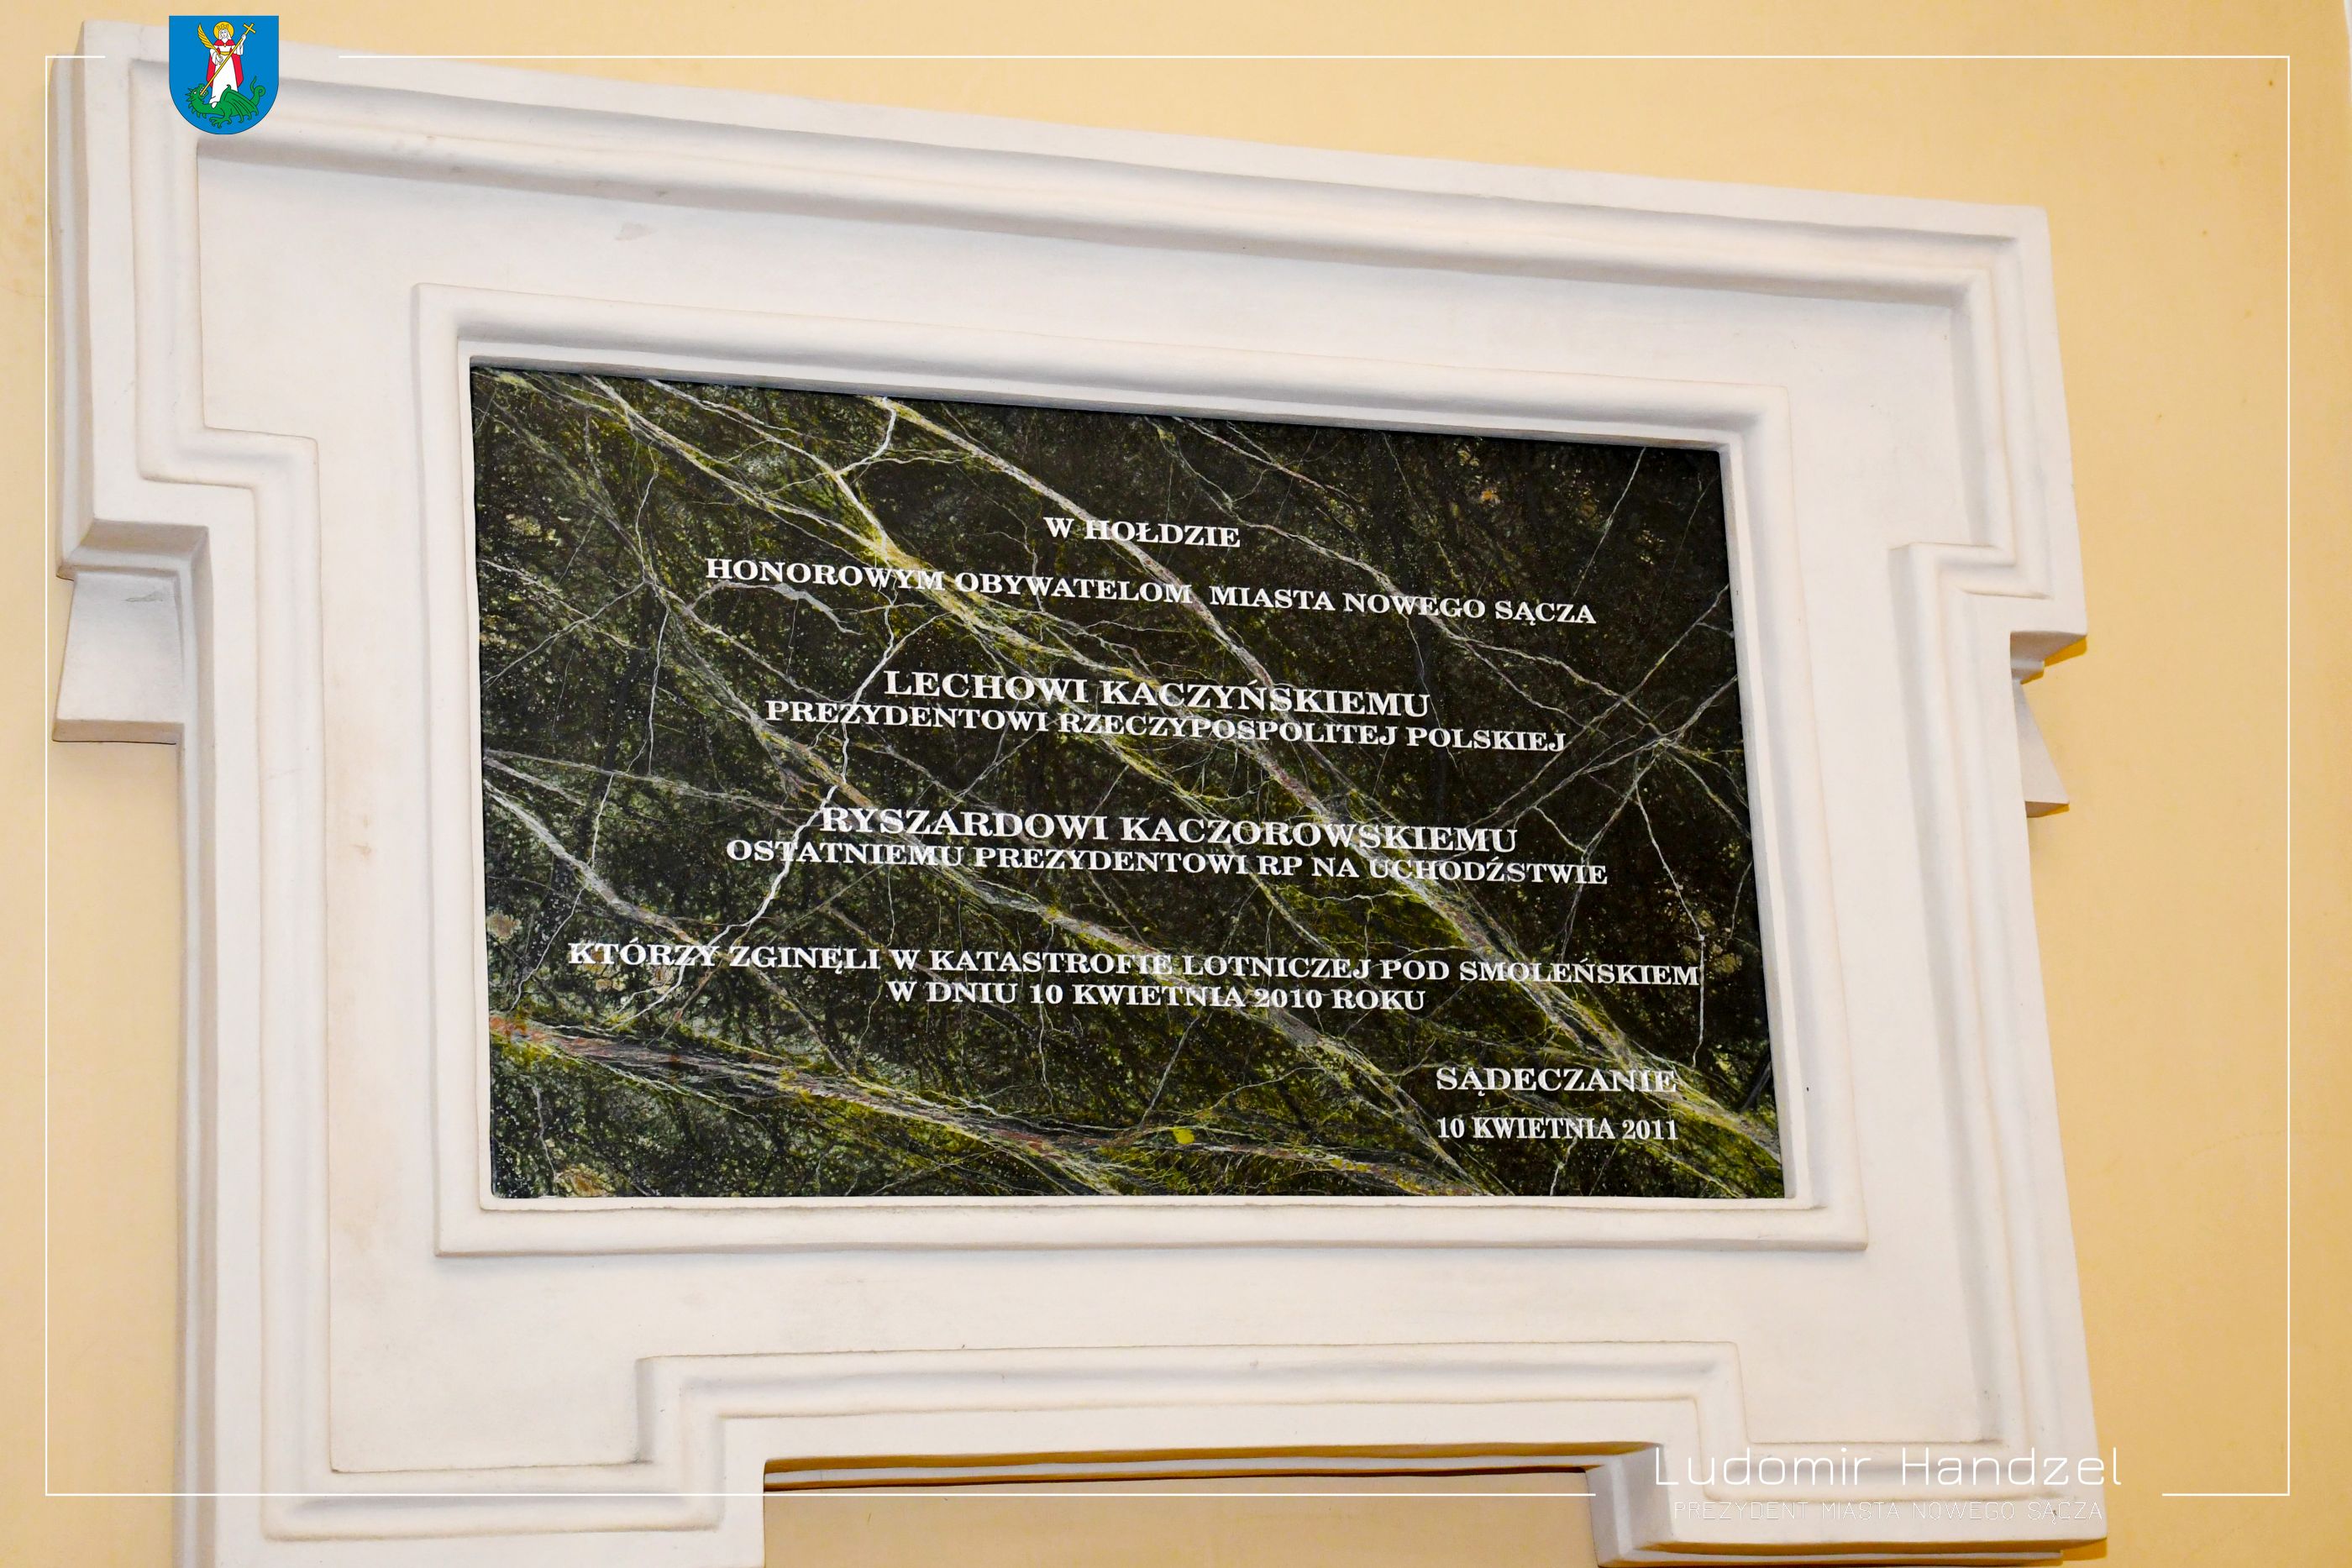 W HOŁDZIE
HONOROWYM OBYWATELOM MIASTA NOWEGO SĄCZA
LECHOWI KACZYŃSKIEMU
PREZYDENTOWI RZECZYPOSPOLITEJ POLSKIEJ
RYSZARDOWI KACZOROWSKIEMU
OSTATNIEMU PREZYDENTOWI RP NA UCHODŹSTWIE
KTÓRZY ZGINĘLI W KATASTROFIE LOTNICZEJ POD SMOLEŃSKIEM
W DNIU 10 KWIETNIA 2010 ROKU
SĄDECZANIE
10 KWIETNIA 2011
Ludomir Handzel
PREZYDENT MIASTA NOWEGO SĄCZA